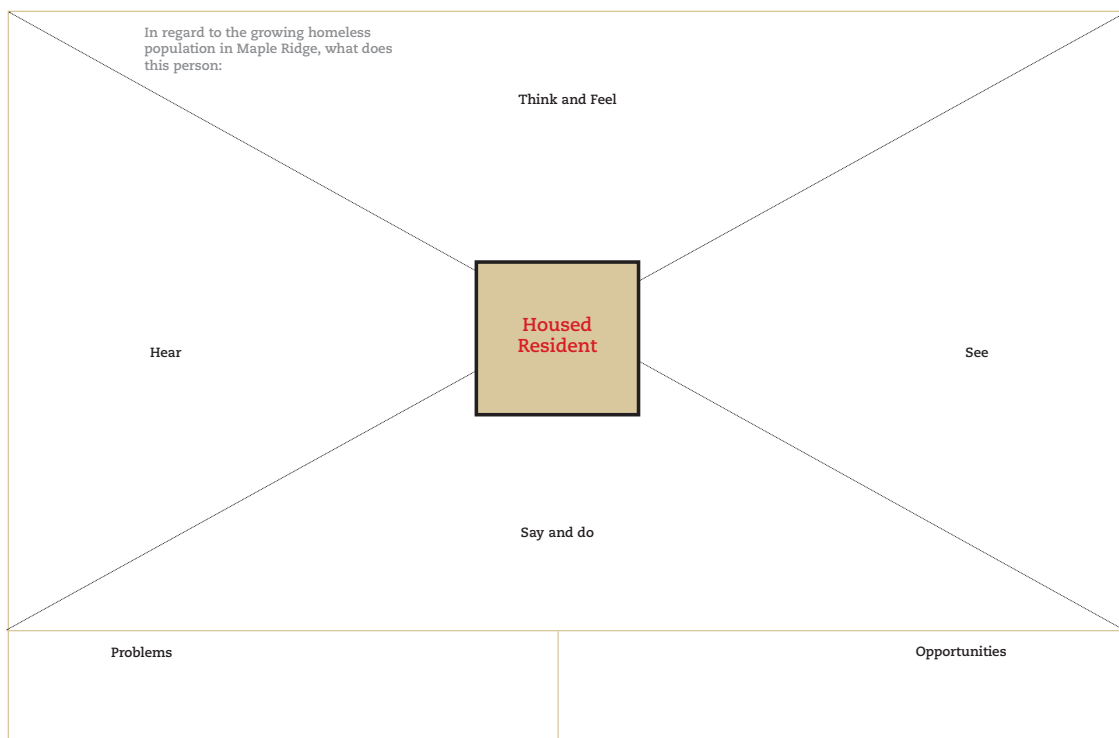 In regard to the growing homeless
population in Maple Ridge, what does
this person:
Think and Feel
Housed
Resident
Hear
See
Say and do
Problems
Opportunities